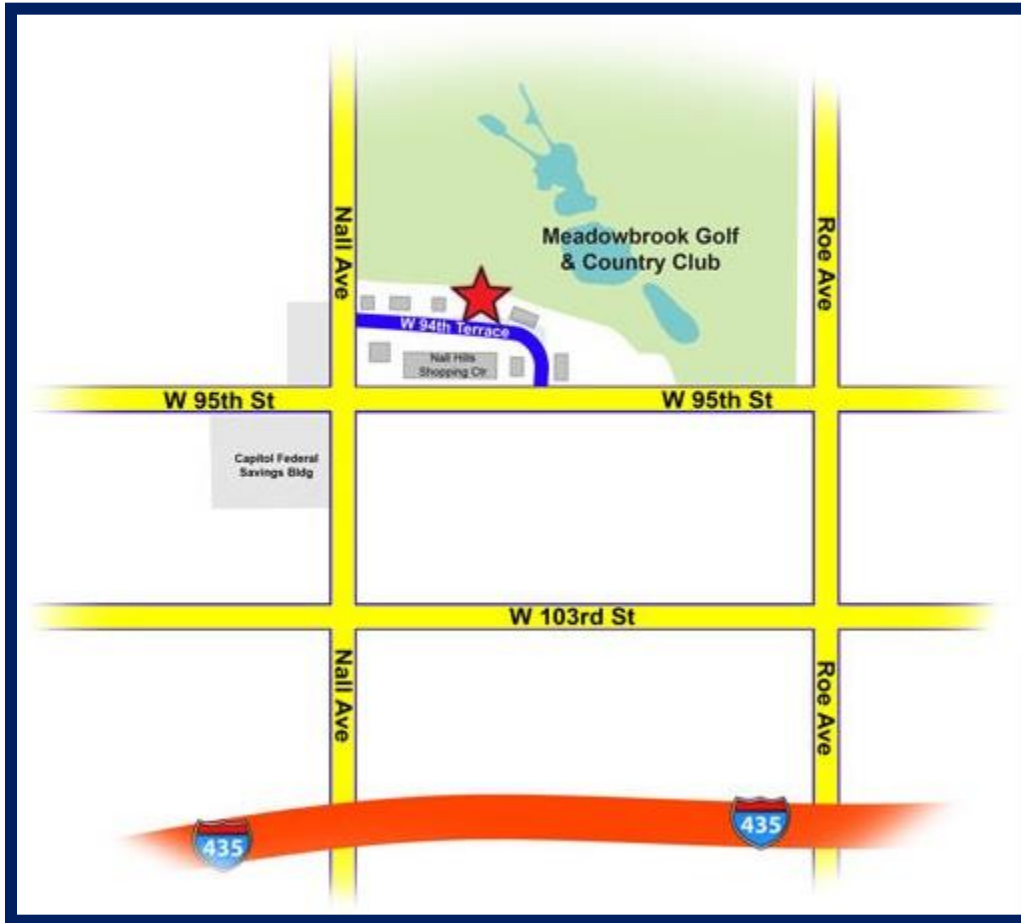 Nall Ave
Roe Ave
Meadowbrook Golf
& Country Club
W 94th Terrace
Nall Hills
Shopping Ctr
W 95th St
W 95th St
Capitol Federal
Savings Bldg
W 103rd St
Nall Ave
Roe Ave
435
435